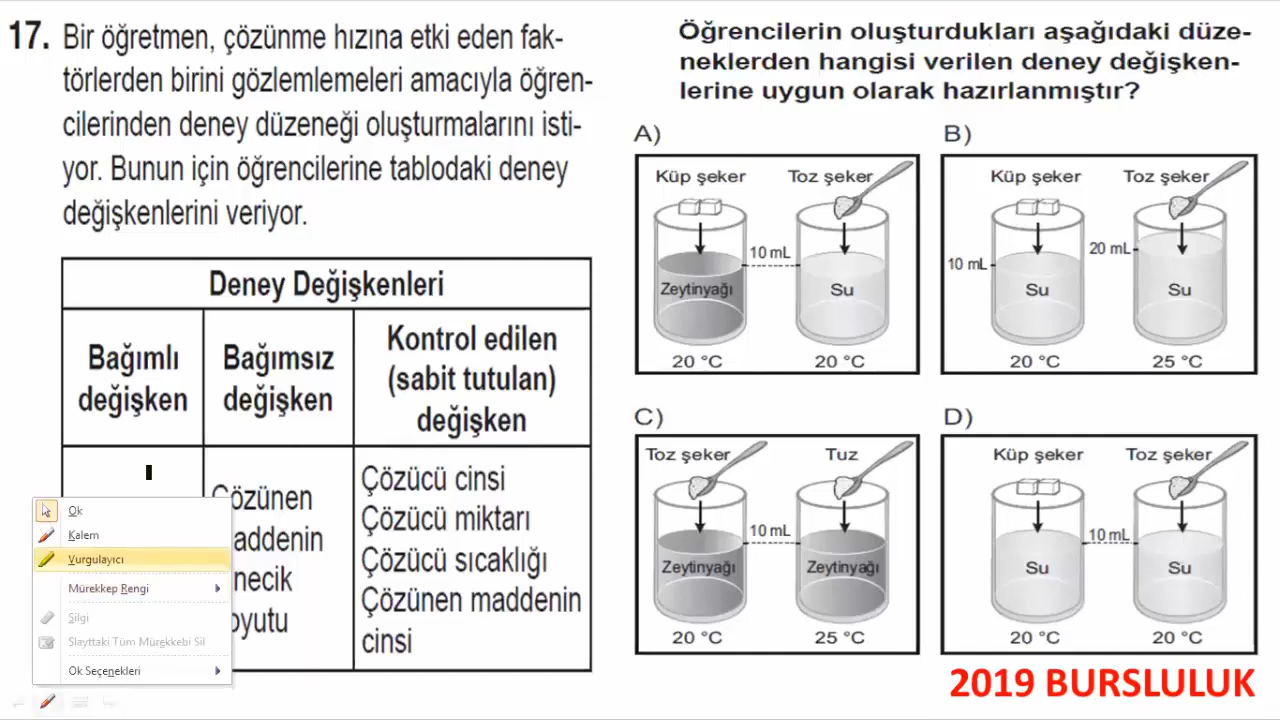 17. Bir öğretmen, çözünme hızına etki eden fak-
törlerden birini gözlemlemeleri amacıyla öğren-
cilerinden deney düzeneği oluşturmalarını isti-
yor. Bunun için öğrencilerine tablodaki deney
değişkenlerini veriyor.
Deney Değişkenleri
Bağımlı
değişken
Bağımsız
değişken
Kontrol edilen
(sabit tutulan)
değişken
Çözünen
Çözücü cinsi
Çözücü miktarı
Çözücü sıcaklığı
Çözünen maddenin
cinsi
Ok
Kalem
Vurgulayıcı
Mürekkep Rengi
Silgi
Slayttaki Tüm Mürekkebi Sil
Ok Seçenekleri
Öğrencilerin oluşturdukları aşağıdaki düze-
neklerden hangisi verilen deney değişken-
lerine uygun olarak hazırlanmıştır?
A)
Küp şeker Toz şeker
10 mL
Zeytinyağı Su
20 °C 20 °C
B)
Küp şeker Toz şeker
20 mL
10 mL
Su Su
20 °C 25 °C
C)
Toz şeker Tuz
10 mL
Zeytinyağı Zeytinyağı
20 °C 25 °C
D)
Küp şeker Toz şeker
10 mL
Su Su
20 °C 20 °C
2019 BURSLULUK